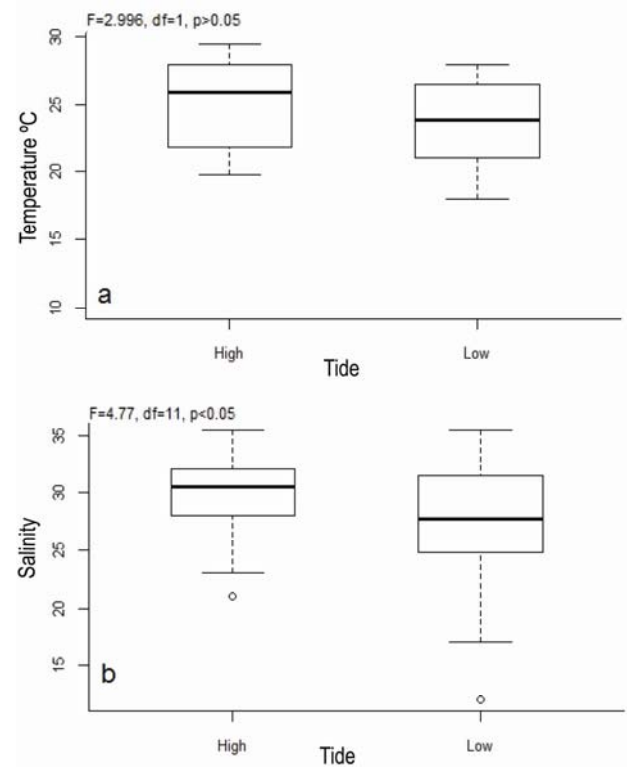 F=2.996, df=1, p>0.05
30
25
20
15
10
Temperature ºC
a
High
Low
Tide
F=4.77, df=11, p<0.05
35
30
25
20
15
Salinity
b
High
Low
Tide